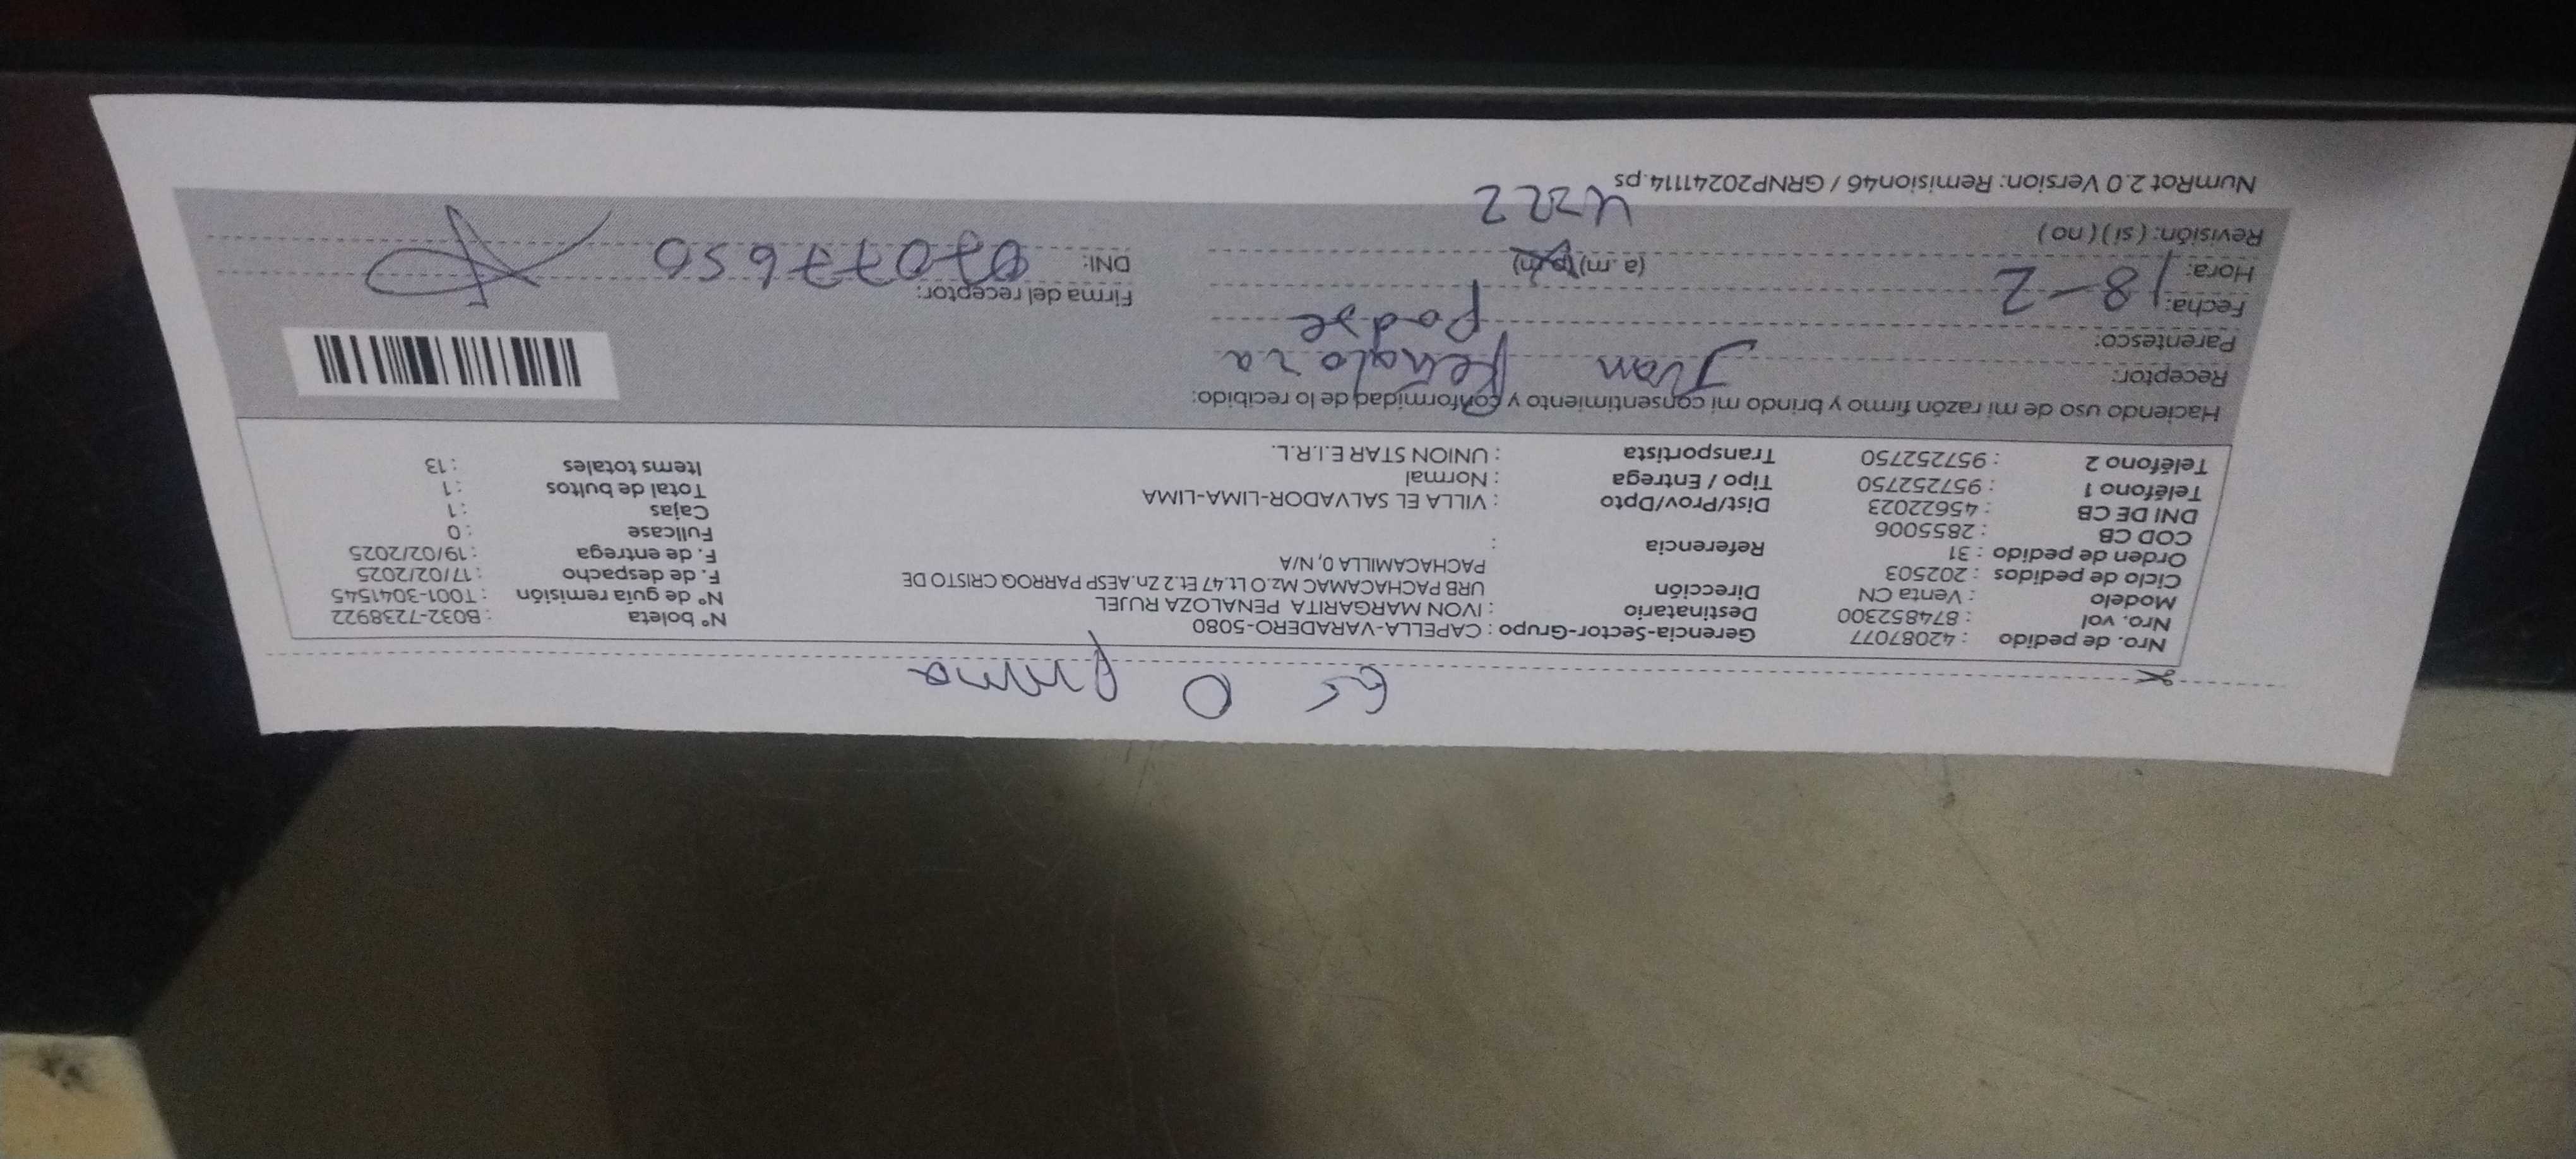 Nro. de pedido : 42087077 Gerencia-Sector-Grupo : CAPELLA-VARADERO-5080 N° boleta : B032-7238922
Nro. vol : 874852300 Destinatario : IVON MARGARITA PENALOZA RUJEL N° de guía remisión : T001-3041545
Modelo : Venta CN Dirección URB PACHACAMAC Mz.O Lt.47 Et.2 Zn.AESP PARROQ CRISTO DE F. de despacho : 17/02/2025
Ciclo de pedidos : 202503 PACHACAMILLA 0, N/A F. de entrega : 19/02/2025
Orden de pedido : 31 Referencia : Fullcase : 0
COD CB : 2855006 Cajas : 1
DNI DE CB : 45622023 Dist/Prov/Dpto : VILLA EL SALVADOR-LIMA-LIMA Total de bultos : 1
Teléfono 1 : 957252750 Tipo / Entrega : Normal Items totales : 13
Teléfono 2 : 957252750 Transportista : UNION STAR E.I.R.L.
Haciendo uso de mi razón firmo y brindo mi consentimiento y conformidad de lo recibido:
Receptor: Juan Peñaloza
Parentesco: Padre
Fecha: 18-2 Firma del receptor:
Hora: (a.m) (p.m) DNI: 07077650
Revisión: (si) (no)
4222
NumRot 2.0 Version: Remision46 / GRNP20241114.ps